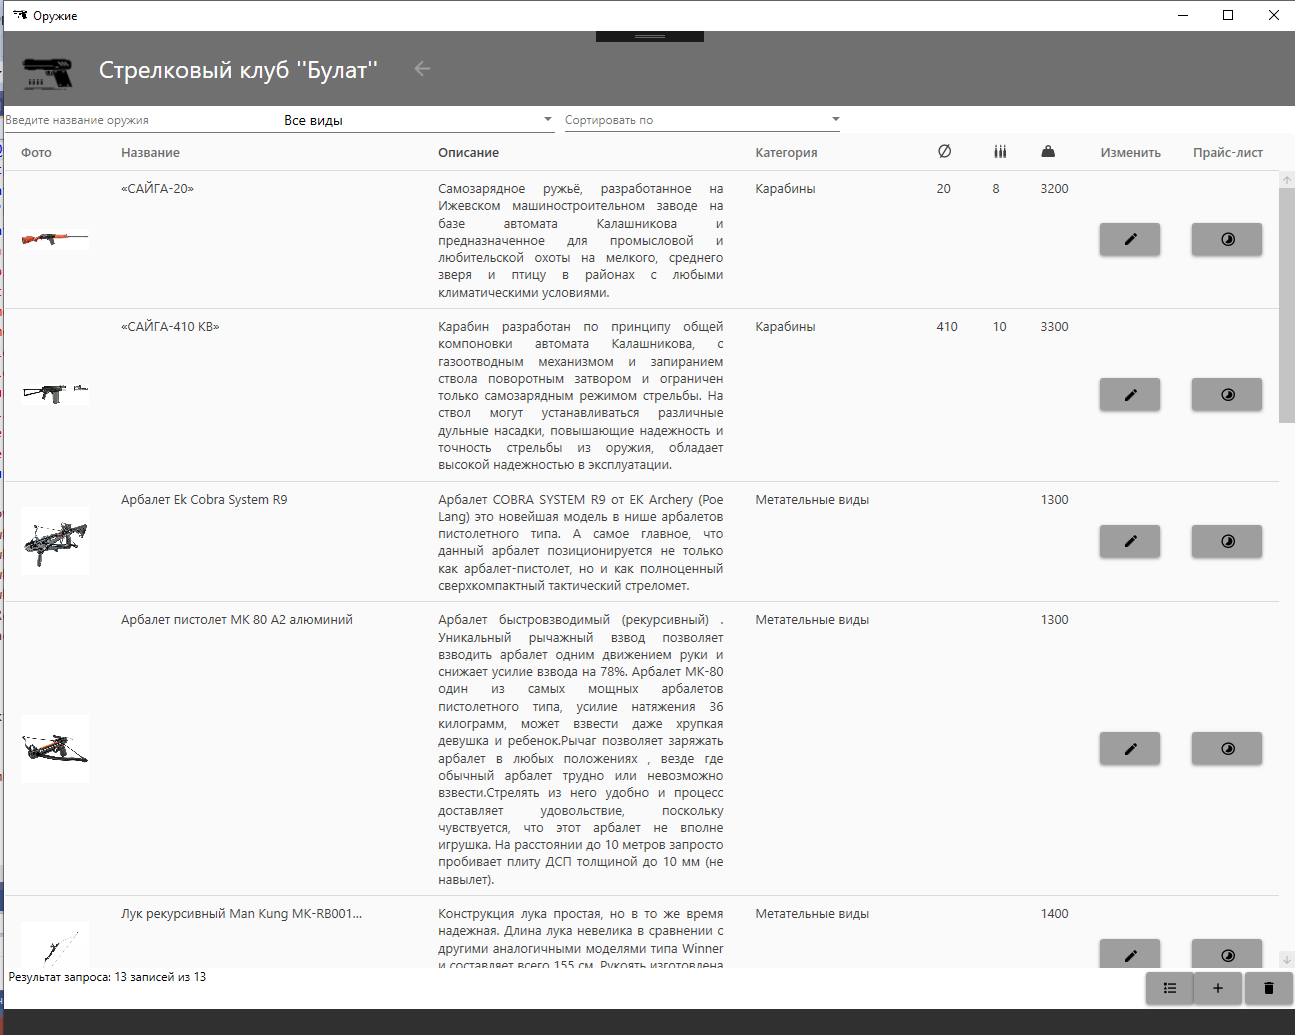 Оружие
Стрелковый клуб "Булат"
Введите название оружия
Все виды
Сортировать по
Фото Название Описание Категория Изменить Прайс-лист
«САЙГА-20»
Самозарядное ружьё, разработанное на
Ижевском машиностроительном заводе на
базе автомата Калашникова и
предназначенное для промысловой и
любительской охоты на мелкого, среднего
зверя и птицу в районах с любыми
климатическими условиями.
Карабины 20 8 3200
«САЙГА-410 КВ»
Карабин разработан по принципу общей
компоновки автомата Калашникова, с
газоотводным механизмом и запиранием
ствола поворотным затвором и ограничен
только самозарядным режимом стрельбы. На
ствол могут устанавливаться различные
дульные насадки, повышающие надежность и
точность стрельбы из оружия, обладает
высокой надежностью в эксплуатации.
Карабины 410 10 3300
Арбалет Ek Cobra System R9
Арбалет COBRA SYSTEM R9 от EK Archery (Poe
Lang) это новейшая модель в нише арбалетов
пистолетного типа. А самое главное, что
данный арбалет позиционируется не только
как арбалет-пистолет, но и как полноценный
сверхкомпактный тактический стреломет.
Метательные виды 1300
Арбалет пистолет МК 80 А2 алюминий
Арбалет быстровзводимый (рекурсивный) .
Уникальный рычажный взвод позволяет
взводить арбалет одним движением руки и
снижает усилие взвода на 78%. Арбалет МК-80
один из самых мощных арбалетов
пистолетного типа, усилие натяжения 36
килограмм, может взвести даже хрупкая
девушка и ребенок.Рычаг позволяет заряжать
арбалет в любых положениях , везде где
обычный арбалет трудно или невозможно
взвести.Стрелять из него удобно и процесс
доставляет удовольствие, поскольку
чувствуется, что этот арбалет не вполне
игрушка. На расстоянии до 10 метров запросто
пробивает плиту ДСП толщиной до 10 мм (не
навылет).
Метательные виды 1300
Лук рекурсивный Man Kung MK-RB001...
Конструкция лука простая, но в то же время
надежная. Длина лука невелика в сравнении с
другими аналогичными моделями типа Winner
и составляет всего 155 см. Рукоять изготовлена
Метательные виды 1400
Результат запроса: 13 записей из 13